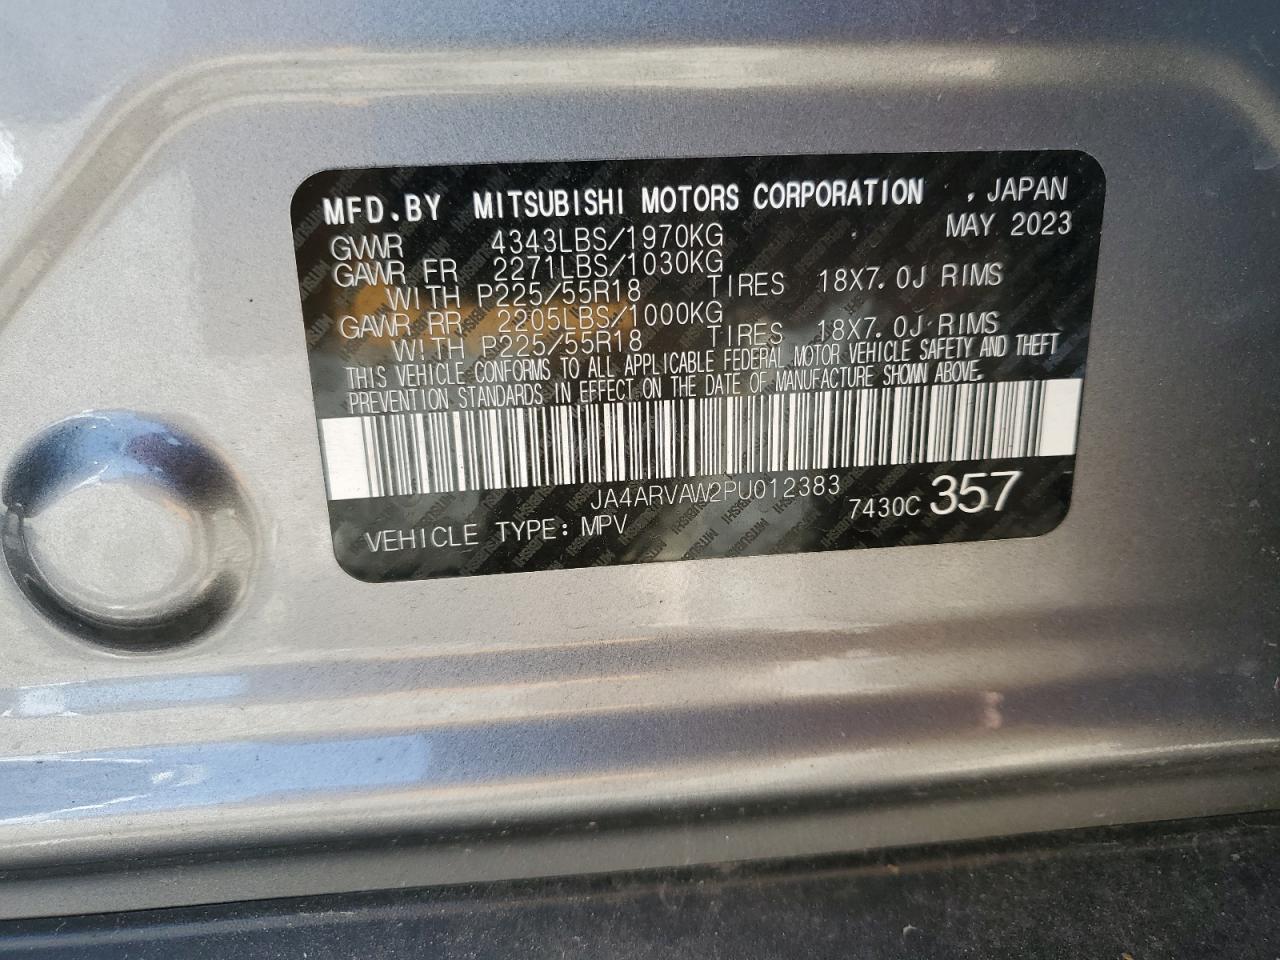 MFD.BY MITSUBISHI MOTORS CORPORATION , JAPAN
MAY 2023
GVWR 4343LBS/1970KG
GAWR FR 2271LBS/1030KG
WITH P225/55R18 TIRES 18X7.0J RIMS
GAWR RR 2205LBS/1000KG
WITH P225/55R18 TIRES 18X7.0J RIMS
THIS VEHICLE CONFORMS TO ALL APPLICABLE FEDERAL MOTOR VEHICLE SAFETY AND THEFT
PREVENTION STANDARDS IN EFFECT ON THE DATE OF MANUFACTURE SHOWN ABOVE.
JA4ARVAW2PU012383
7430C 357
VEHICLE TYPE: MPV